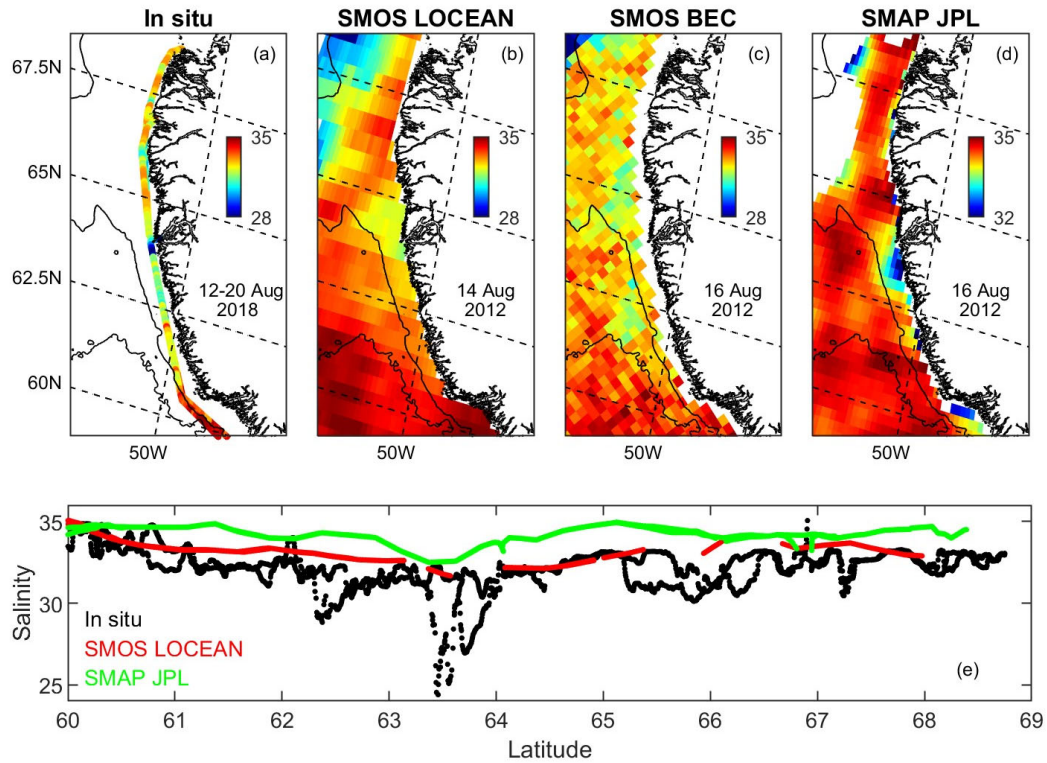 In situ
SMOS LOCEAN
SMOS BEC
SMAP JPL
(a)
(b)
(c)
(d)
67.5N
65N
62.5N
60N
35
28
35
28
35
28
35
32
12-20 Aug
2018
14 Aug
2012
16 Aug
2012
16 Aug
2012
50W
50W
50W
50W
Salinity
35
30
25
In situ
SMOS LOCEAN
SMAP JPL
(e)
60 61 62 63 64 65 66 67 68 69
Latitude